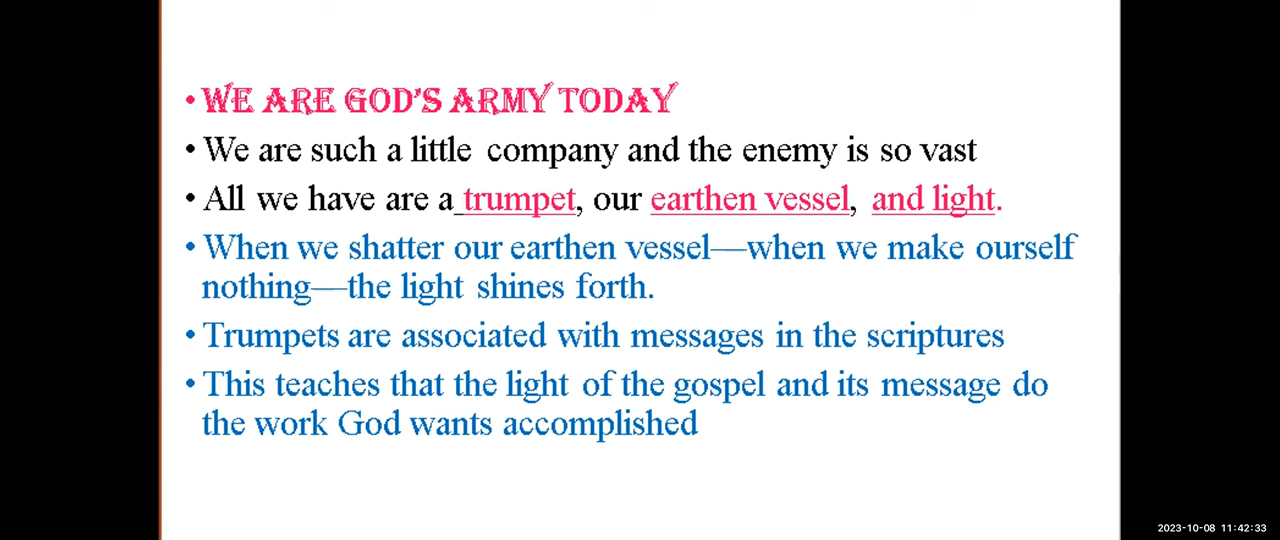 • WE ARE GOD'S ARMY TODAY
• We are such a little company and the enemy is so vast
• All we have are a trumpet, our earthen vessel, and light.
• When we shatter our earthen vessel—when we make ourself
nothing—the light shines forth.
• Trumpets are associated with messages in the scriptures
• This teaches that the light of the gospel and its message do
the work God wants accomplished
2023-10-08 11:42:33